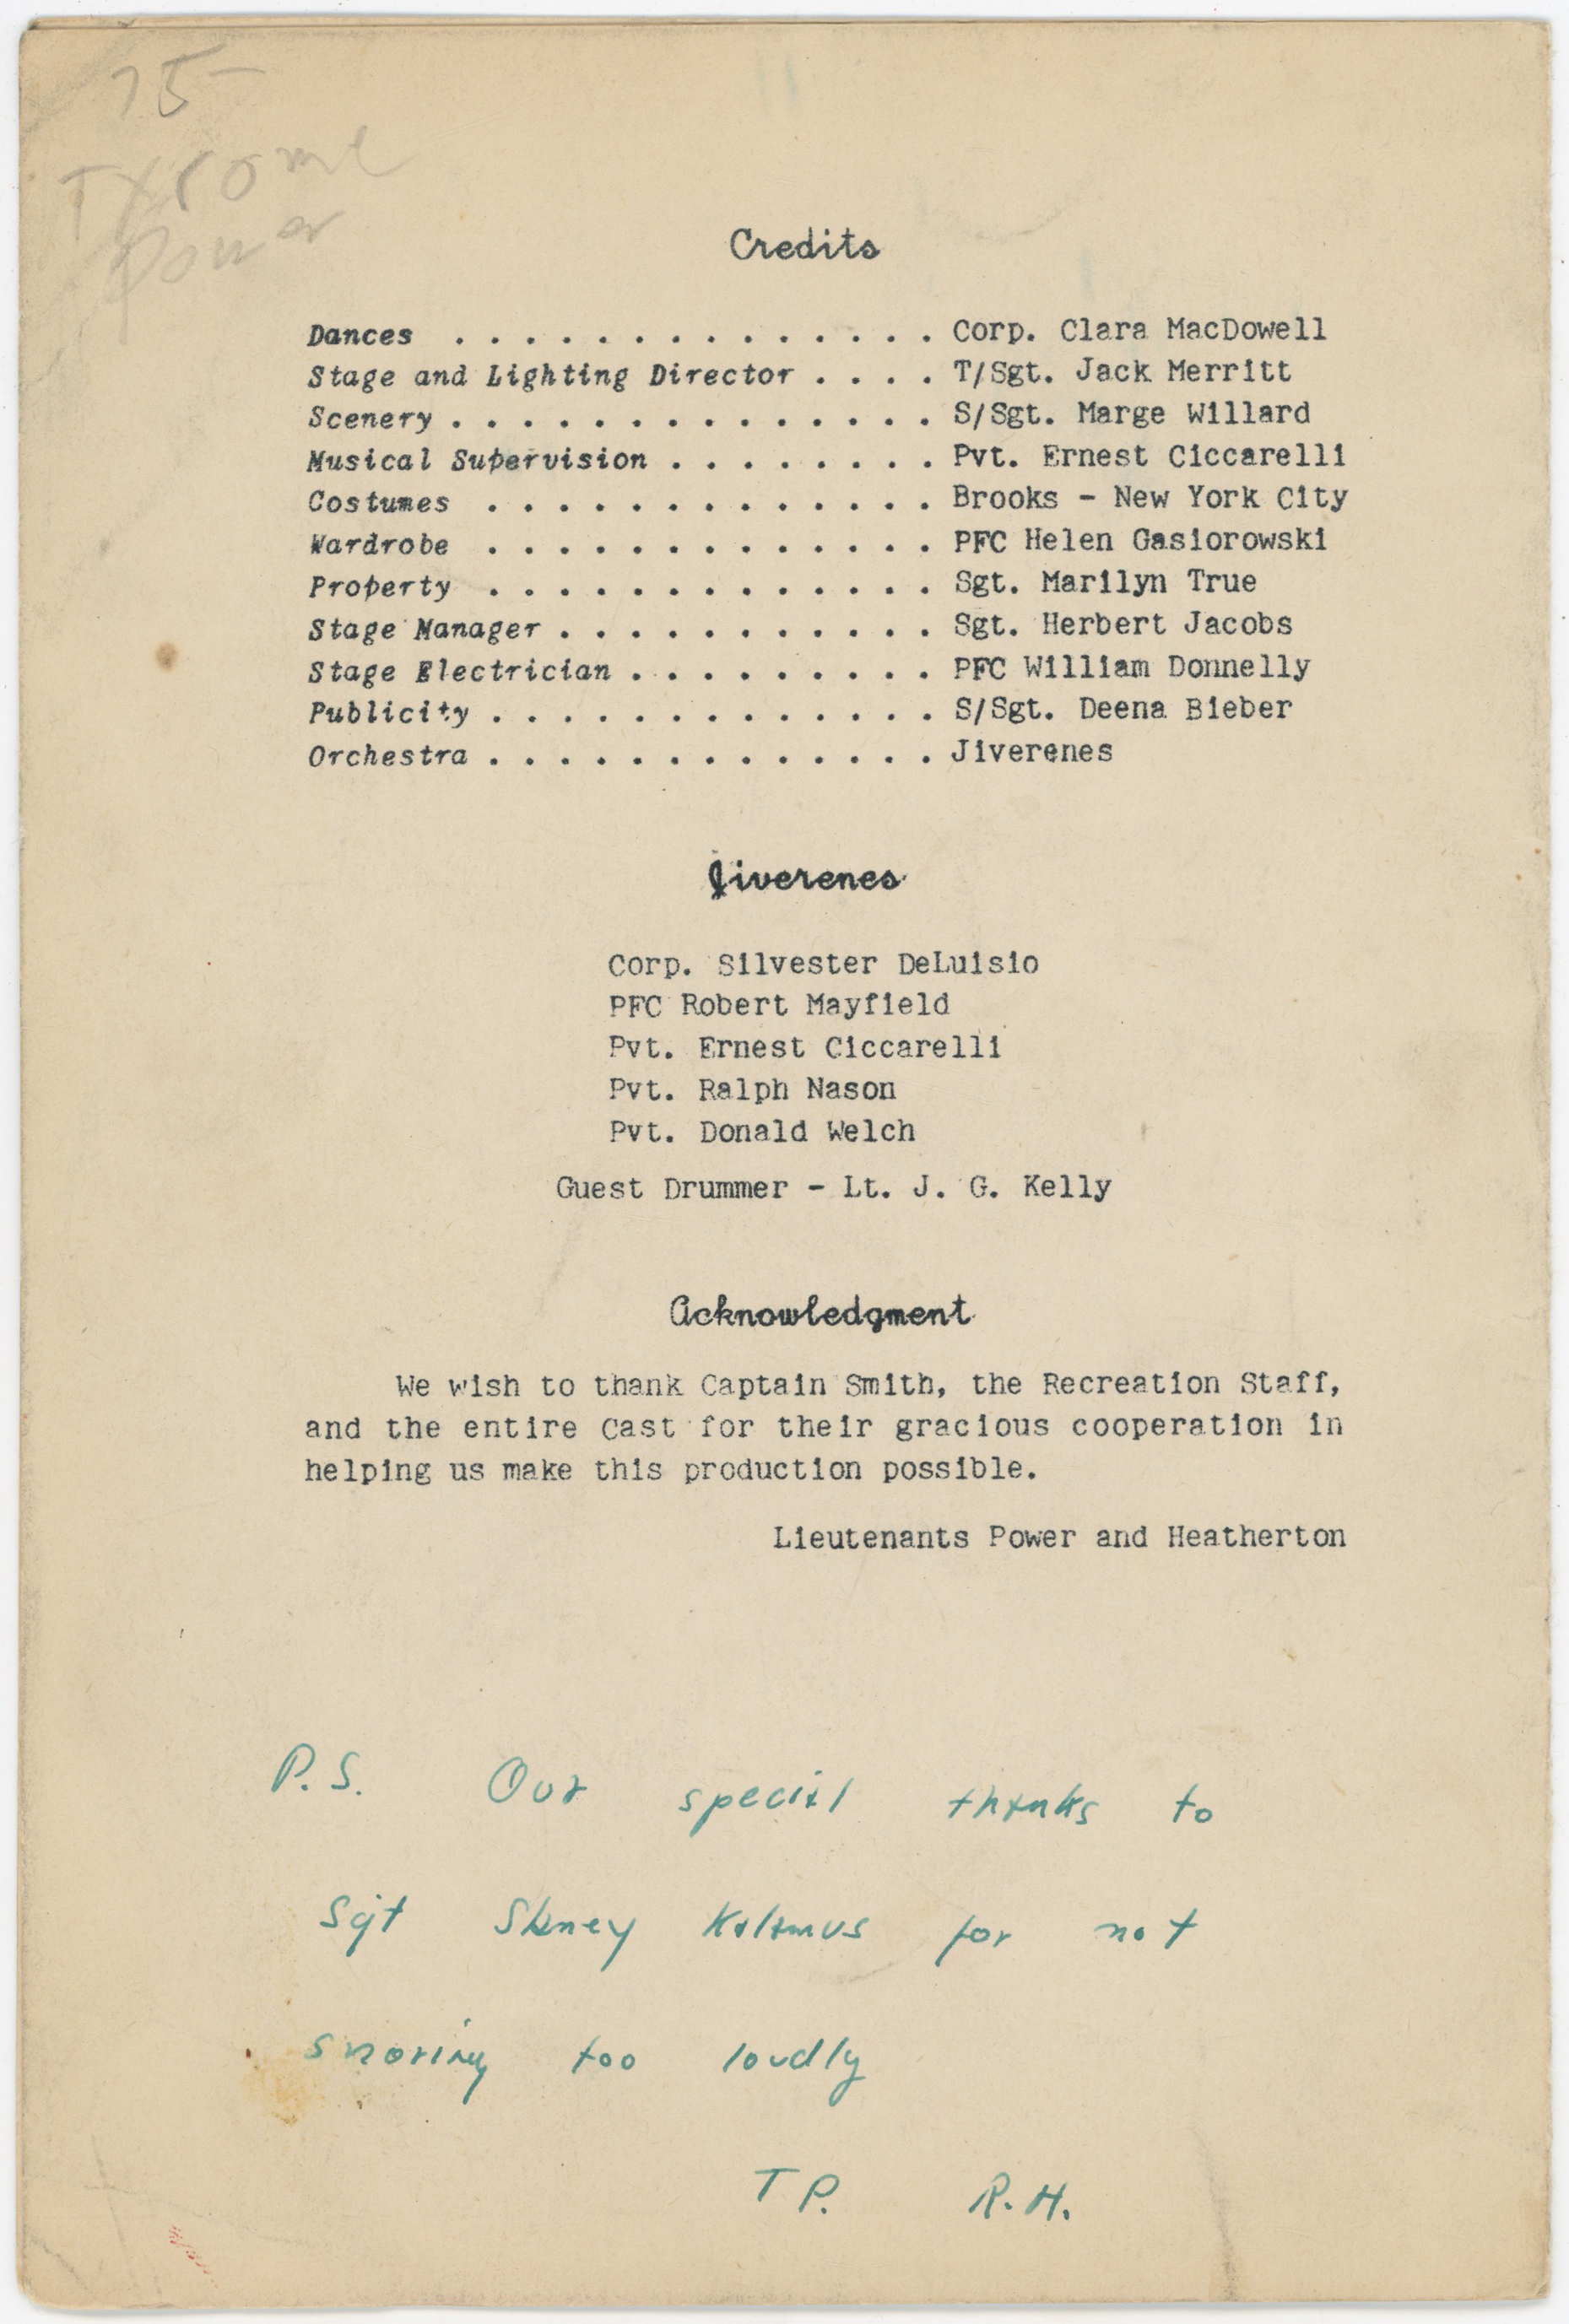 75-
Tyrone
Power
Credits
Dances . . . . . . . . . . . . . . Corp. Clara MacDowell
Stage and Lighting Director . . . . T/Sgt. Jack Merritt
Scenery . . . . . . . . . . . . . . S/Sgt. Marge Willard
Musical Supervision . . . . . . . . Pvt. Ernest Ciccarelli
Costumes . . . . . . . . . . . . . Brooks - New York City
Wardrobe . . . . . . . . . . . . . PFC Helen Gasiorowski
Property . . . . . . . . . . . . . Sgt. Marilyn True
Stage Manager . . . . . . . . . . . Sgt. Herbert Jacobs
Stage Electrician . . . . . . . . . PFC William Donnelly
Publicity . . . . . . . . . . . . . S/Sgt. Deena Bieber
Orchestra . . . . . . . . . . . . . Jiverenes
Jiverenes
Corp. Silvester DeLuisio
PFC Robert Mayfield
Pvt. Ernest Ciccarelli
Pvt. Ralph Nason
Pvt. Donald Welch
Guest Drummer - Lt. J. G. Kelly
Acknowledgment
We wish to thank Captain Smith, the Recreation Staff,
and the entire Cast for their gracious cooperation in
helping us make this production possible.
Lieutenants Power and Heatherton
P.S. Our special thanks to
Sgt for not
snoring too loudly
T P. R. H.